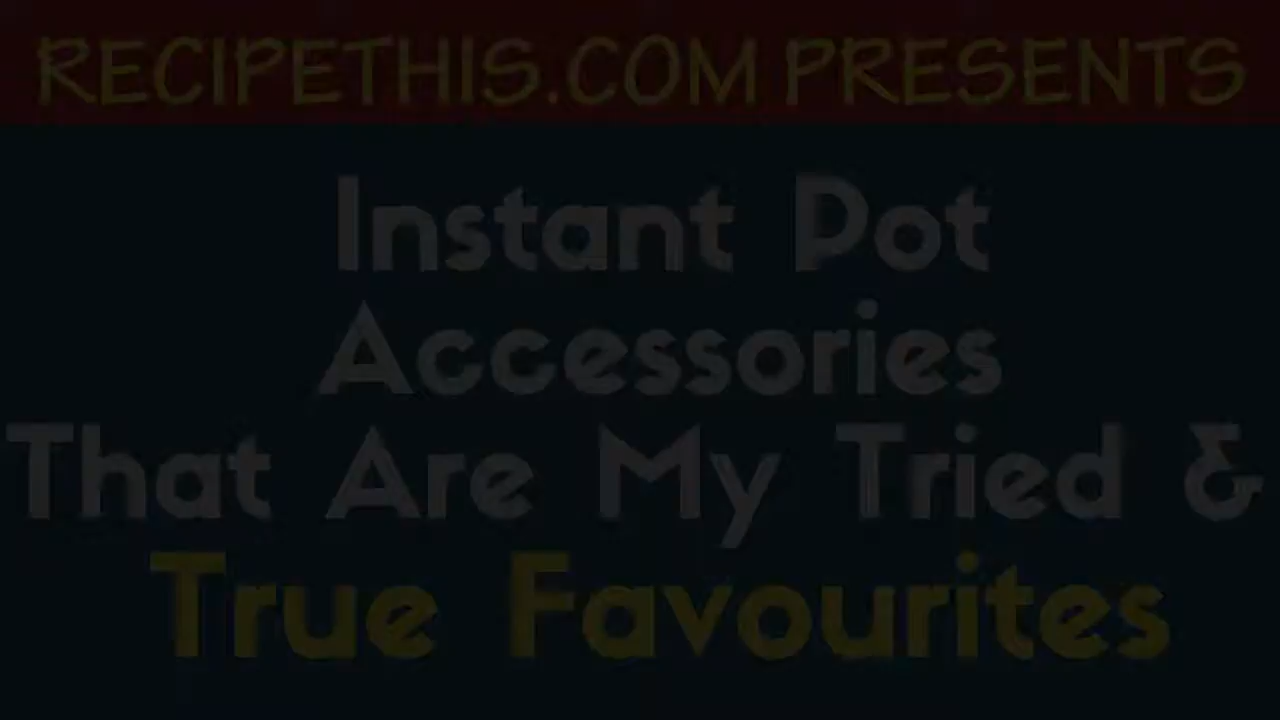 RECIPETHIS.COM PRESENTS
Instant Pot
Accessories
That Are My Tried &
True Favourites